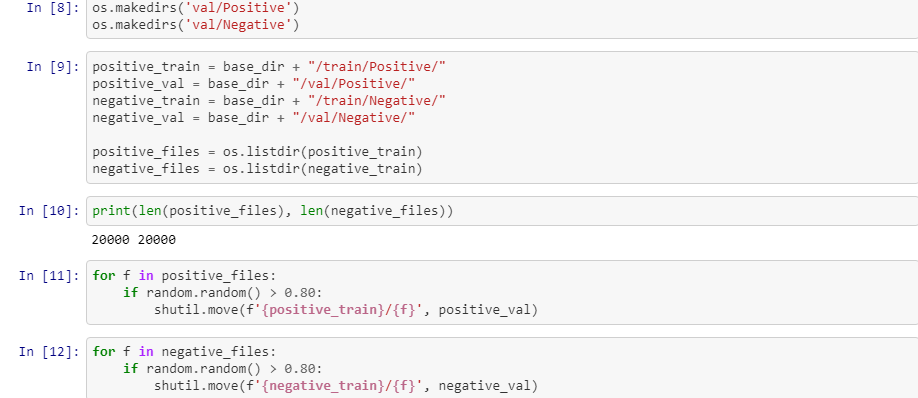 In [8]: os.makedirs('val/Positive')
os.makedirs('val/Negative')
In [9]: positive_train = base_dir + "/train/Positive/"
positive_val = base_dir + "/val/Positive/"
negative_train = base_dir + "/train/Negative/"
negative_val = base_dir + "/val/Negative/"
positive_files = os.listdir(positive_train)
negative_files = os.listdir(negative_train)
In [10]: print(len(positive_files), len(negative_files))
20000 20000
In [11]: for f in positive_files:
    if random.random() > 0.80:
        shutil.move(f'{positive_train}/{f}', positive_val)
In [12]: for f in negative_files:
    if random.random() > 0.80:
        shutil.move(f'{negative_train}/{f}', negative_val)